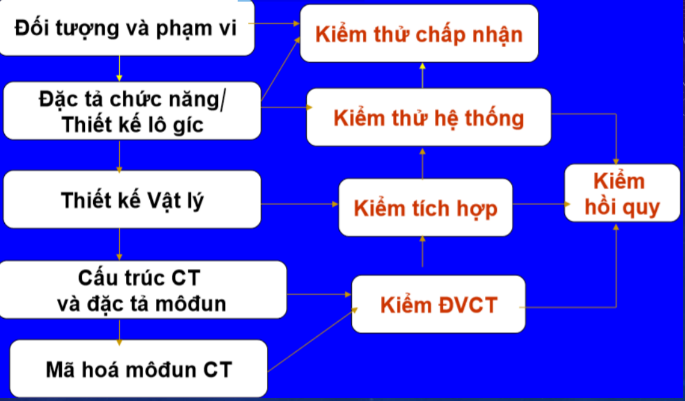 Đối tượng và phạm vi
Kiểm thử chấp nhận
Đặc tả chức năng/
Thiết kế lô gíc
Kiểm thử hệ thống
Thiết kế Vật lý
Kiểm tích hợp
Kiểm
hồi quy
Cấu trúc CT
và đặc tả môđun
Kiểm ĐVCT
Mã hoá môđun CT